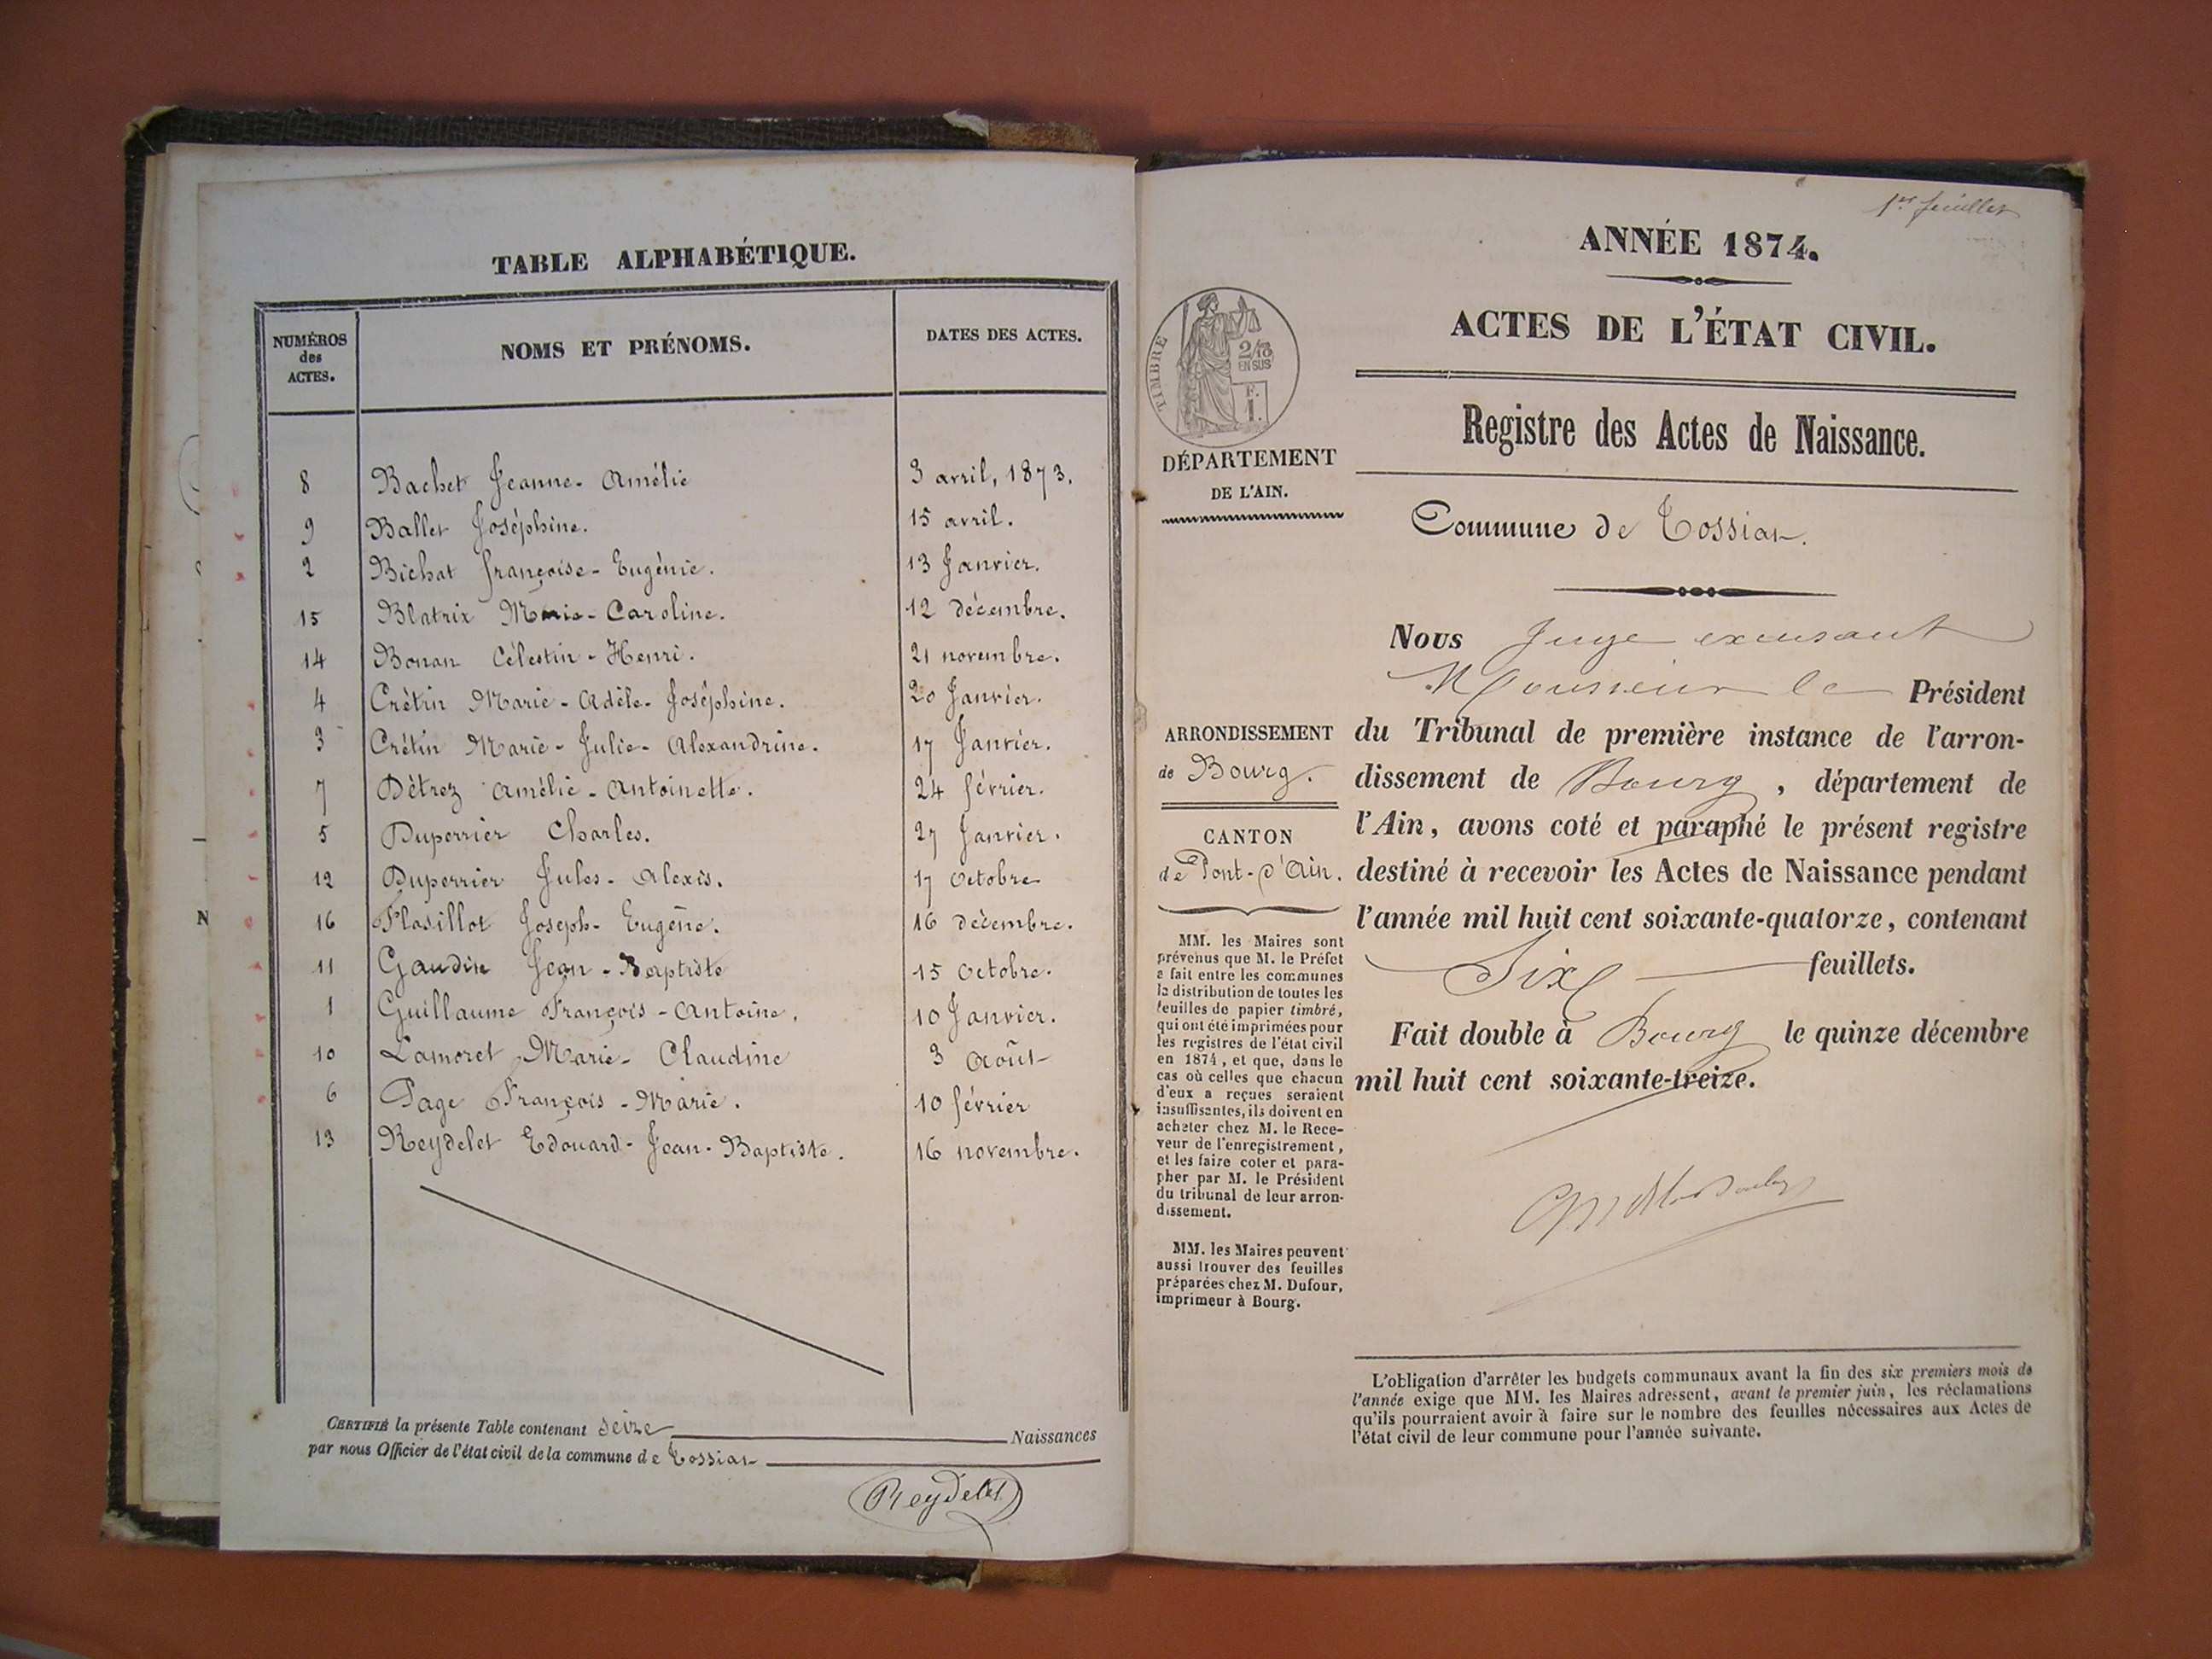 TABLE ALPHABÉTIQUE.
NUMÉROS des ACTES.
NOMS ET PRÉNOMS.
DATES DES ACTES.
8 Bachet Jeanne-Amélie 3 avril, 1873.
9 Ballet Joséphine. 15 avril.
2 Bichat françoise-Eugénie. 13 Janvier.
15 Blatrix Marie-Caroline. 12 décembre.
14 Bonan Célestin-Henri. 21 novembre.
4 Crétin Marie-Adèle-Joséphine. 20 Janvier.
3 Crétin Marie-Julie-Alexandrine. 17 Janvier.
7 Détrez Amélie-Antoinette. 24 février.
5 Duperrier Charles. 27 Janvier.
12 Duperrier Jules-Alexis. 17 Octobre
16 Flasillot Joseph-Eugène. 16 décembre.
11 Gaudin Jean-Baptiste 15 Octobre.
1 Guillaume François-Antoine. 10 Janvier.
10 Lamoret Marie-Claudine 3 Août
6 Page François-Marie. 10 février
13 Reydelet Edouard-Jean-Baptiste. 16 novembre.
CERTIFIÉ la présente Table contenant Seize Naissances
par nous Officier de l'état civil de la commune de Tossiat
Reydelet
1er feuillet
ANNÉE 1874.
ACTES DE L'ÉTAT CIVIL.
Registre des Actes de Naissance.
TIMBRE
2/10
EN SUS
F.
1.
DÉPARTEMENT
DE L'AIN.
Commune de Tossiat.
Nous Juge excusant
Monsieur le Président
du Tribunal de première instance de l'arron-
dissement de Bourg, département de
l'Ain, avons coté et paraphé le présent registre
destiné à recevoir les Actes de Naissance pendant
l'année mil huit cent soixante-quatorze, contenant
Six feuillets.
Fait double à Bourg le quinze décembre
mil huit cent soixante-treize.
ARRONDISSEMENT
de Bourg.
CANTON
de Pont-d'Ain.
MM. les Maires sont
prévenus que M. le Préfet
a fait entre les communes
la distribution de toutes les
feuilles de papier timbré,
qui ont été imprimées pour
les registres de l'état civil
en 1874, et que, dans le
cas où celles que chacun
d'eux a reçues seraient
insuffisantes, ils doivent en
acheter chez M. le Rece-
veur de l'enregistrement,
et les faire coter et para-
pher par M. le Président
du tribunal de leur arron-
dissement.
MM. les Maires peuvent
aussi trouver des feuilles
préparées chez M. Dufour,
imprimeur à Bourg.
L'obligation d'arrêter les budgets communaux avant la fin des six premiers mois de
l'année exige que MM. les Maires adressent, avant le premier juin, les réclamations
qu'ils pourraient avoir à faire sur le nombre des feuilles nécessaires aux Actes de
l'état civil de leur commune pour l'année suivante.